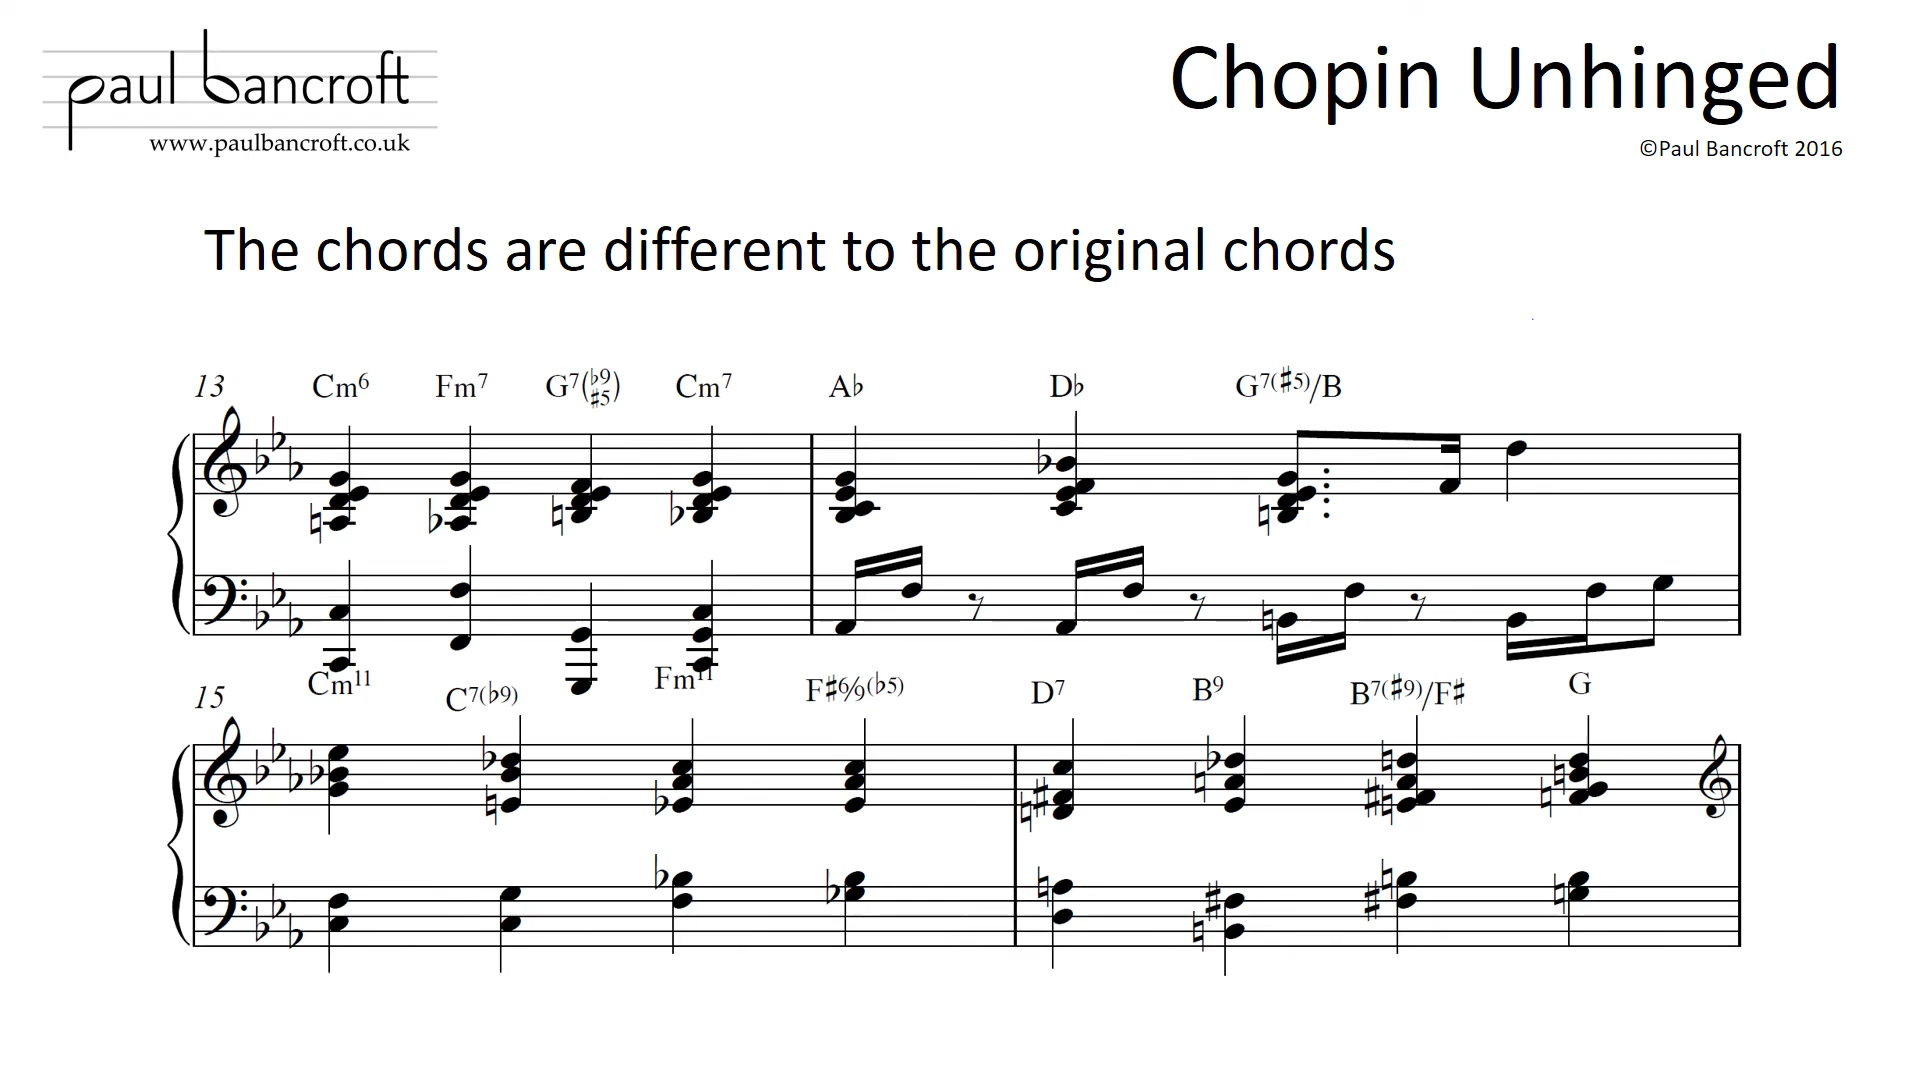 paul bancroft
www.paulbancroft.co.uk
Chopin Unhinged
©Paul Bancroft 2016
The chords are different to the original chords
13 Cm6 Fm7 G7(♭9♯5) Cm7 A♭ D♭ G7(♯5)/B
15 Cm11 C7(♭9) Fm11 F♯6/9(♭5) D7 B9 B7(♯9)/F♯ G